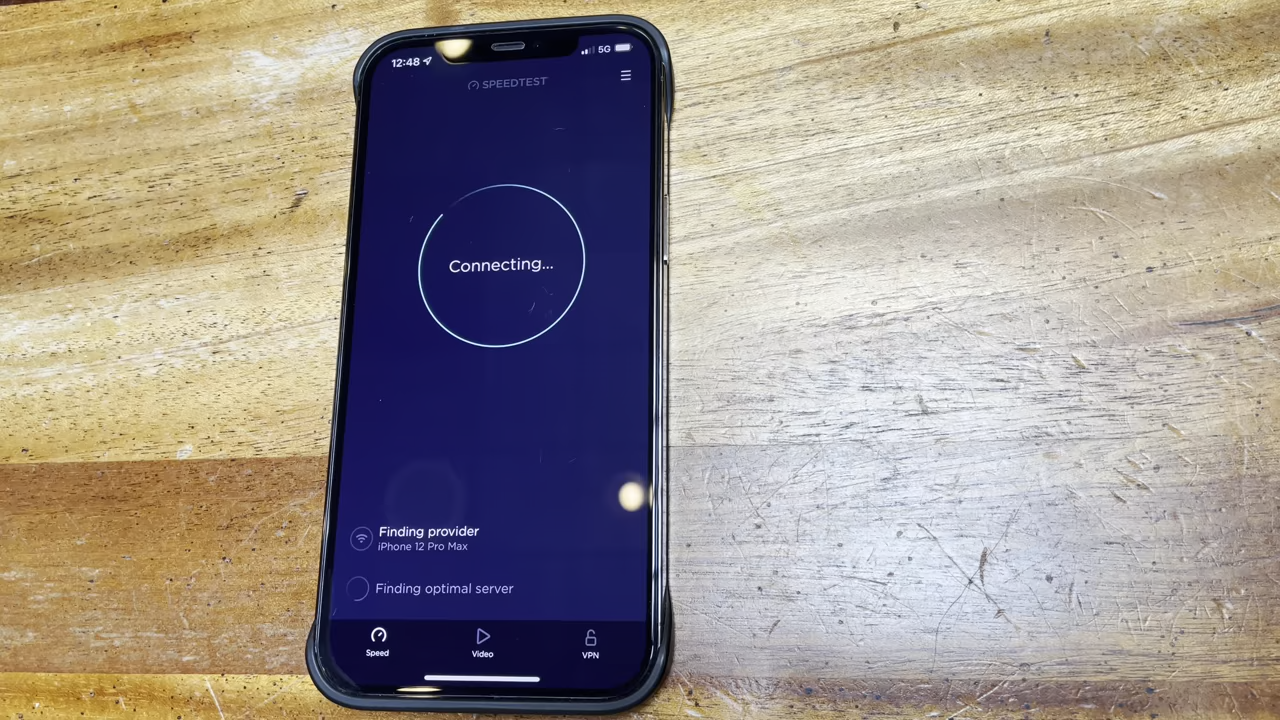 12:48
5G
SPEEDTEST
Connecting...
Finding provider
iPhone 12 Pro Max
Finding optimal server
Speed
Video
VPN